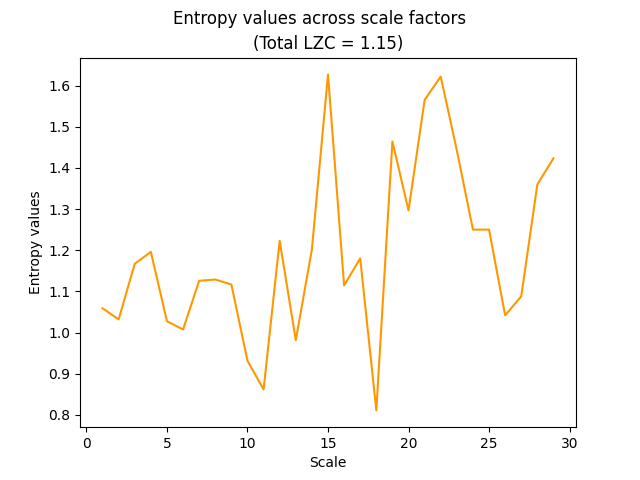 Entropy values across scale factors
(Total LZC = 1.15)
1.6
1.5
1.4
1.3
1.2
1.1
1.0
0.9
0.8
Entropy values
0 5 10 15 20 25 30
Scale